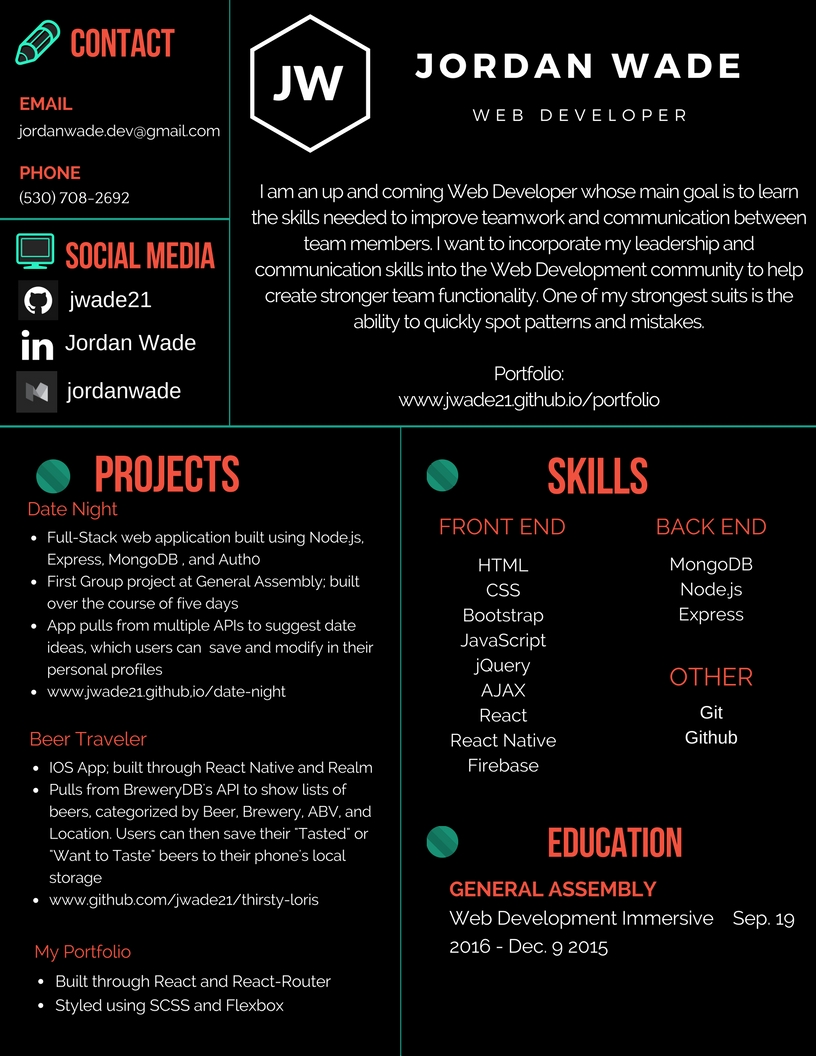 CONTACT
EMAIL
jordanwade.dev@gmail.com
PHONE
(530) 708-2692
SOCIAL MEDIA
jwade21
in Jordan Wade
jordanwade
JW
JORDAN WADE
WEB DEVELOPER
I am an up and coming Web Developer whose main goal is to learn
the skills needed to improve teamwork and communication between
team members. I want to incorporate my leadership and
communication skills into the Web Development community to help
create stronger team functionality. One of my strongest suits is the
ability to quickly spot patterns and mistakes.
Portfolio:
www.jwade21.github.io/portfolio
PROJECTS
Date Night
• Full-Stack web application built using Node.js,
Express, MongoDB , and Auth0
• First Group project at General Assembly; built
over the course of five days
• App pulls from multiple APIs to suggest date
ideas, which users can  save and modify in their
personal profiles
• www.jwade21.github,io/date-night
Beer Traveler
• IOS App; built through React Native and Realm
• Pulls from BreweryDB's API to show lists of
beers, categorized by Beer, Brewery, ABV, and
Location. Users can then save their "Tasted" or
"Want to Taste" beers to their phone's local
storage
• www.github.com/jwade21/thirsty-loris
My Portfolio
• Built through React and React-Router
• Styled using SCSS and Flexbox
SKILLS
FRONT END
HTML
CSS
Bootstrap
JavaScript
jQuery
AJAX
React
React Native
Firebase
BACK END
MongoDB
Node.js
Express
OTHER
Git
Github
EDUCATION
GENERAL ASSEMBLY
Web Development Immersive    Sep. 19
2016 - Dec. 9 2015